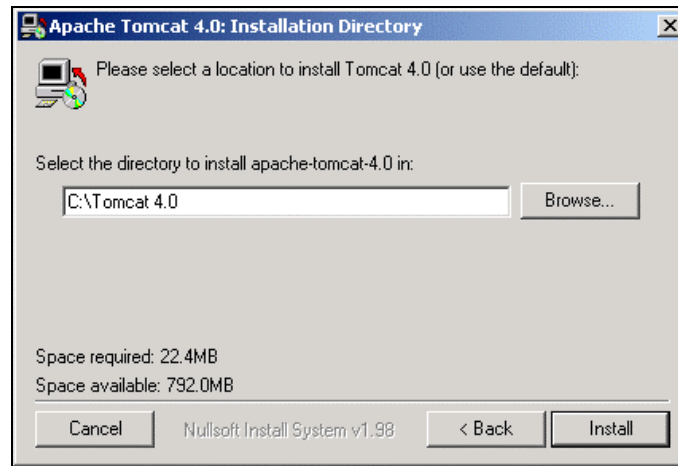 Apache Tomcat 4.0: Installation Directory
Please select a location to install Tomcat 4.0 (or use the default):
Select the directory to install apache-tomcat-4.0 in:
C:\Tomcat 4.0
Browse...
Space required: 22.4MB
Space available: 792.0MB
Cancel
Nullsoft Install System v1.98
< Back
Install